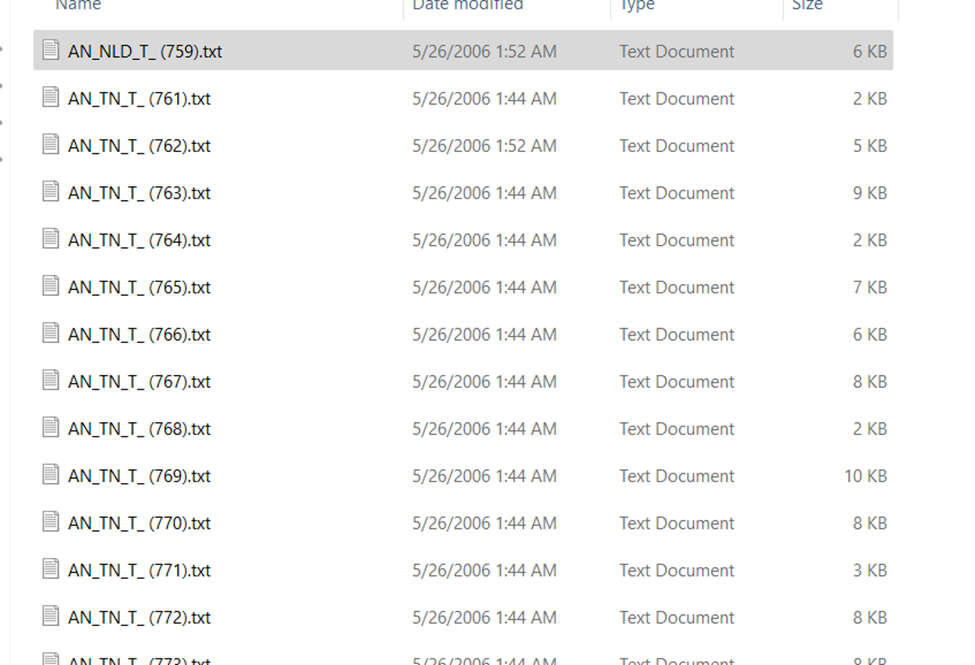 Name Date modified Type Size
AN_NLD_T_ (759).txt 5/26/2006 1:52 AM Text Document 6 KB
AN_TN_T_ (761).txt 5/26/2006 1:44 AM Text Document 2 KB
AN_TN_T_ (762).txt 5/26/2006 1:52 AM Text Document 5 KB
AN_TN_T_ (763).txt 5/26/2006 1:44 AM Text Document 9 KB
AN_TN_T_ (764).txt 5/26/2006 1:44 AM Text Document 2 KB
AN_TN_T_ (765).txt 5/26/2006 1:44 AM Text Document 7 KB
AN_TN_T_ (766).txt 5/26/2006 1:44 AM Text Document 6 KB
AN_TN_T_ (767).txt 5/26/2006 1:44 AM Text Document 8 KB
AN_TN_T_ (768).txt 5/26/2006 1:44 AM Text Document 2 KB
AN_TN_T_ (769).txt 5/26/2006 1:44 AM Text Document 10 KB
AN_TN_T_ (770).txt 5/26/2006 1:44 AM Text Document 8 KB
AN_TN_T_ (771).txt 5/26/2006 1:44 AM Text Document 3 KB
AN_TN_T_ (772).txt 5/26/2006 1:44 AM Text Document 8 KB
AN_TN_T_ (773).txt 5/26/2006 1:44 AM Text Document 8 KB